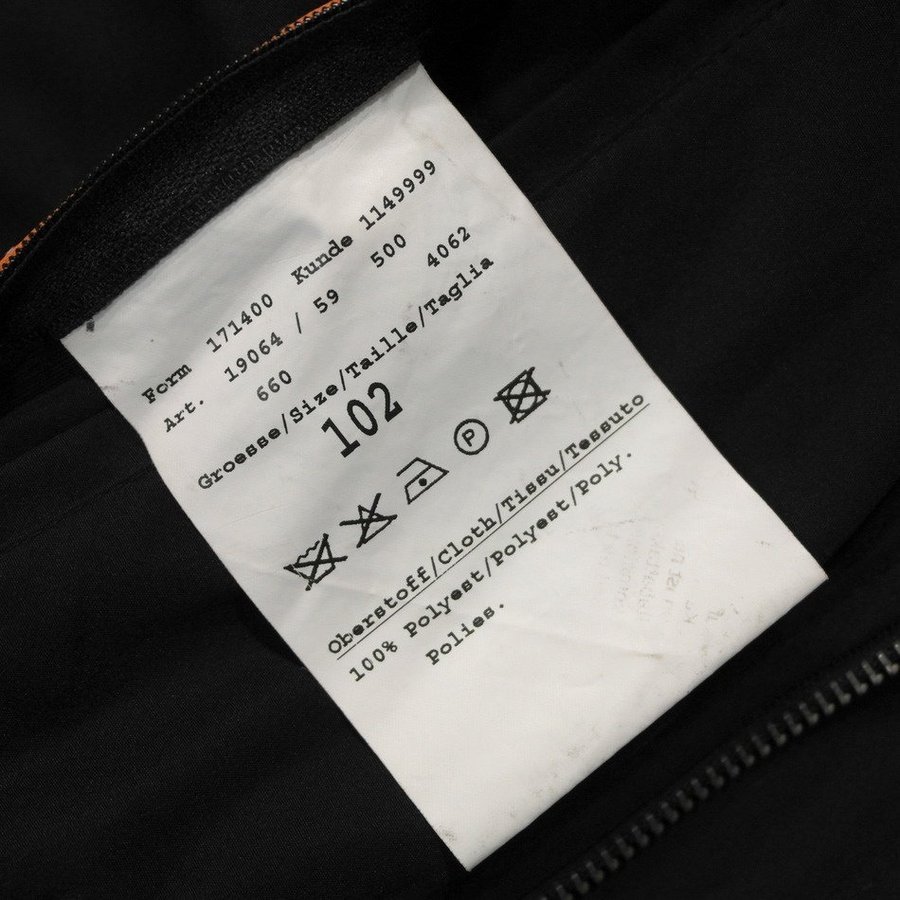 Form 171400 Kunde 1149999
Art. 19064 / 59 500
660 4062
Groesse/Size/Taille/Taglia
102
P
Oberstoff/Cloth/Tissu/Tessuto
100% Polyest/Polyest/Poly.
Polies.